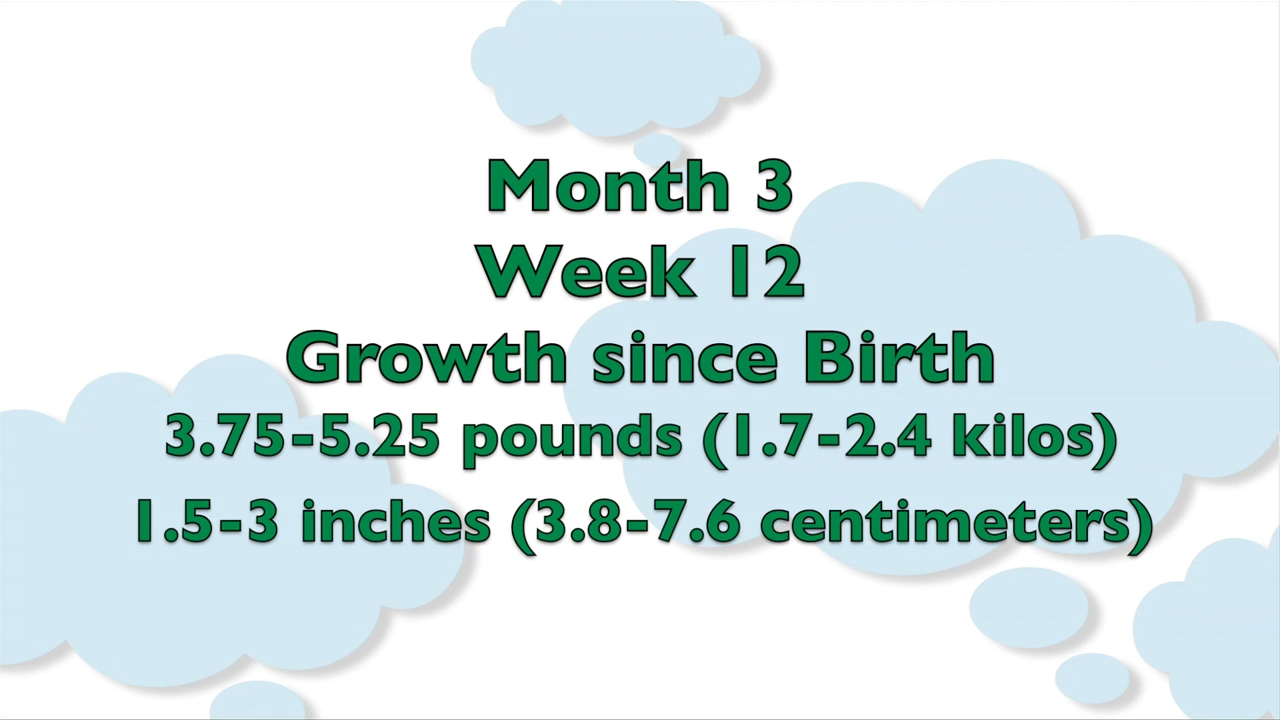 Month 3
Week 12
Growth since Birth
3.75-5.25 pounds (1.7-2.4 kilos)
1.5-3 inches (3.8-7.6 centimeters)